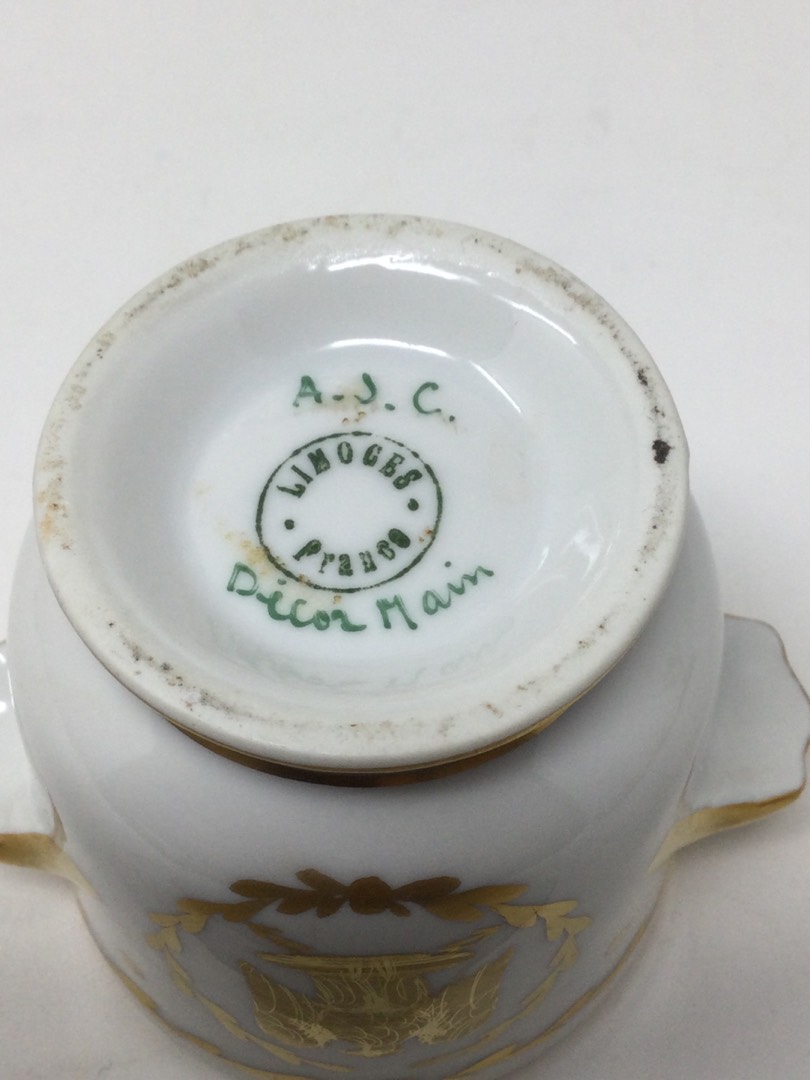 A.J.C.
LIMOGES
France
Décor Main